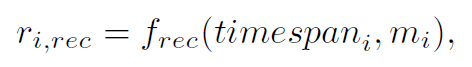 r_{i,rec} = f_{rec}(timespan_i, m_i),